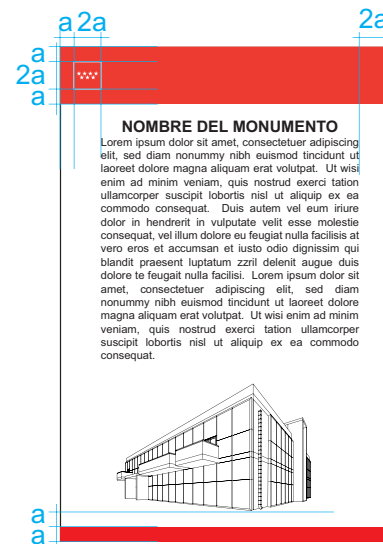 a 2a
2a
a
2a
a
NOMBRE DEL MONUMENTO
Lorem ipsum dolor sit amet, consectetuer adipiscing
elit, sed diam nonummy nibh euismod tincidunt ut
laoreet dolore magna aliquam erat volutpat. Ut wisi
enim ad minim veniam, quis nostrud exerci tation
ullamcorper suscipit lobortis nisl ut aliquip ex ea
commodo consequat. Duis autem vel eum iriure
dolor in hendrerit in vulputate velit esse molestie
consequat, vel illum dolore eu feugiat nulla facilisis at
vero eros et accumsan et iusto odio dignissim qui
blandit praesent luptatum zzril delenit augue duis
dolore te feugait nulla facilisi. Lorem ipsum dolor sit
amet, consectetuer adipiscing elit, sed diam
nonummy nibh euismod tincidunt ut laoreet dolore
magna aliquam erat volutpat. Ut wisi enim ad minim
veniam, quis nostrud exerci tation ullamcorper
suscipit lobortis nisl ut aliquip ex ea commodo
consequat.
a
a